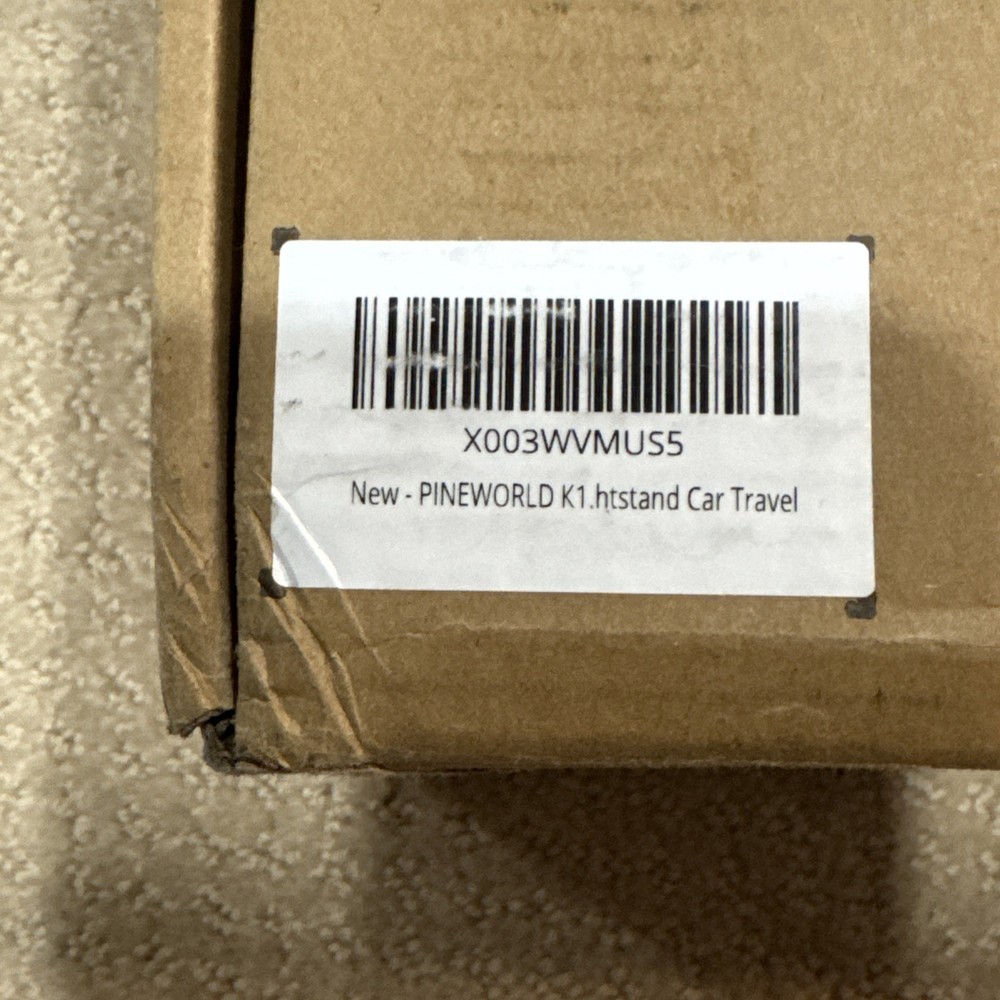 X003WVMUS5
New - PINEWORLD K1.htstand Car Travel